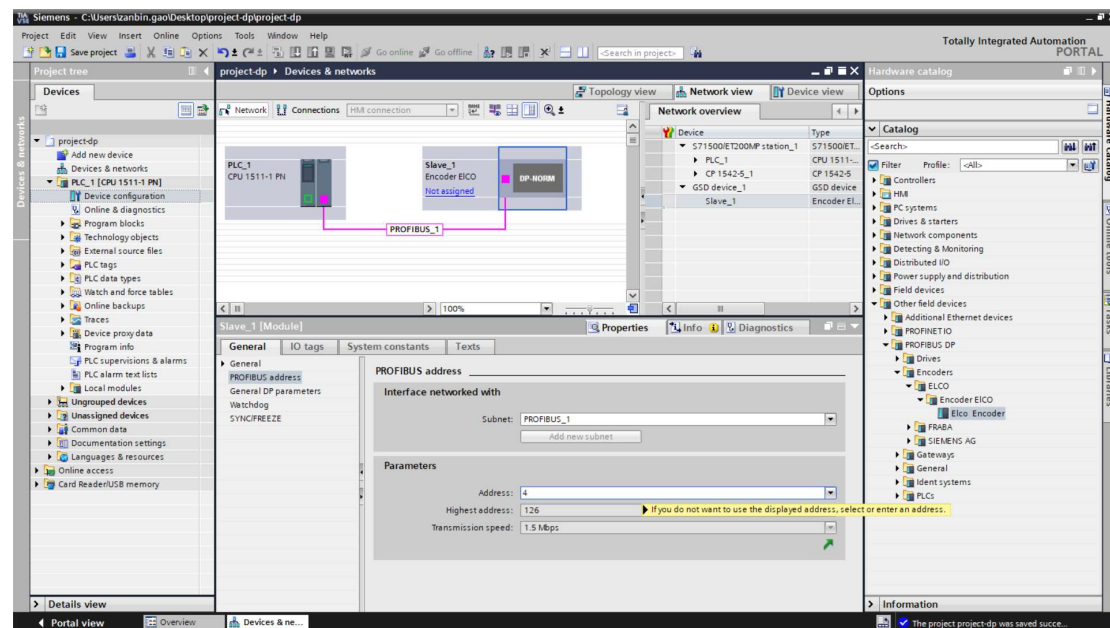 Siemens - C:\Users\zanbin.gao\Desktop\project-dp\project-dp
Project Edit View Insert Online Options Tools Window Help
Totally Integrated Automation
PORTAL
Save project
Go online
Go offline
<Search in project>
Project tree
project-dp ▸ Devices & networks
Hardware catalog
Devices
Topology view
Network view
Device view
Options
Network
Connections
HMI connection
Network overview
Devices & networks
project-dp
Add new device
Devices & networks
PLC_1 [CPU 1511-1 PN]
Device configuration
Online & diagnostics
Program blocks
Technology objects
External source files
PLC tags
PLC data types
Watch and force tables
Online backups
Traces
Device proxy data
Program info
PLC supervisions & alarms
PLC alarm text lists
Local modules
Ungrouped devices
Unassigned devices
Common data
Documentation settings
Languages & resources
Online access
Card Reader/USB memory
PLC_1
CPU 1511-1 PN
Slave_1
Encoder ElCO
DP-NORM
Not assigned
PROFIBUS_1
100%
Device
Type
S71500/ET200MP station_1
S71500/ET...
PLC_1
CPU 1511-...
CP 1542-5_1
CP 1542-5
GSD device_1
GSD device
Slave_1
Encoder El...
Slave_1 [Module]
Properties
Info
Diagnostics
General
IO tags
System constants
Texts
General
PROFIBUS address
General DP parameters
Watchdog
SYNC/FREEZE
PROFIBUS address
Interface networked with
Subnet: PROFIBUS_1
Add new subnet
Parameters
Address: 4
Highest address: 126
If you do not want to use the displayed address, select or enter an address.
Transmission speed: 1.5 Mbps
Catalog
<Search>
Filter
Profile: <All>
Controllers
HMI
PC systems
Drives & starters
Network components
Detecting & Monitoring
Distributed I/O
Power supply and distribution
Field devices
Other field devices
Additional Ethernet devices
PROFINET IO
PROFIBUS DP
Drives
Encoders
ELCO
Encoder ElCO
Elco Encoder
FRABA
SIEMENS AG
Gateways
General
Ident systems
PLCs
Hardware catalog
Online tools
Tasks
Libraries
Details view
Information
Portal view
Overview
Devices & ne...
The project project-dp was saved succe...